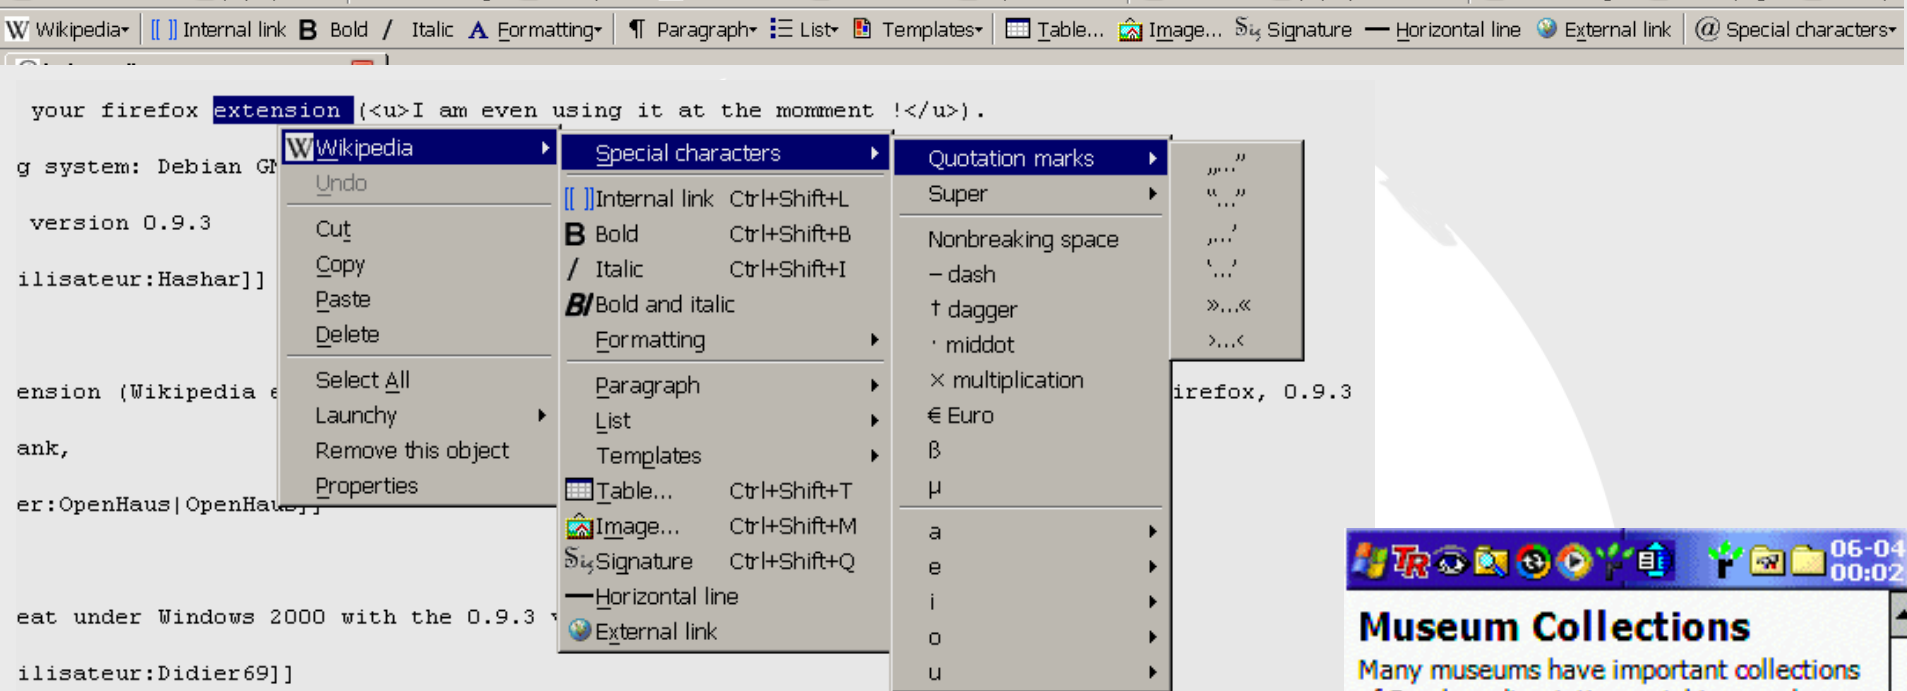 Wikipedia [[ ]] Internal link B Bold / Italic A Formatting ¶ Paragraph List Templates Table... Image... Sig Signature — Horizontal line External link @ Special characters
your firefox extension (<u>I am even using it at the momment !</u>).
g system: Debian GN
version 0.9.3
ilisateur:Hashar]]
ension (Wikipedia e
irefox, 0.9.3
ank,
er:OpenHaus|OpenHaus]]
eat under Windows 2000 with the 0.9.3 v
ilisateur:Didier69]]
W Wikipedia
Undo
Cut
Copy
Paste
Delete
Select All
Launchy
Remove this object
Properties
Special characters
[[ ]] Internal link Ctrl+Shift+L
B Bold Ctrl+Shift+B
/ Italic Ctrl+Shift+I
B/ Bold and italic
Formatting
Paragraph
List
Templates
Table... Ctrl+Shift+T
Image... Ctrl+Shift+M
Sig Signature Ctrl+Shift+Q
— Horizontal line
External link
Quotation marks
Super
Nonbreaking space
– dash
† dagger
· middot
× multiplication
€ Euro
ß
µ
a
e
i
o
u
„...”
“...”
‚...’
‘...’
»...«
›...‹
TR 06-04
00:02
Museum Collections
Many museums have important collections